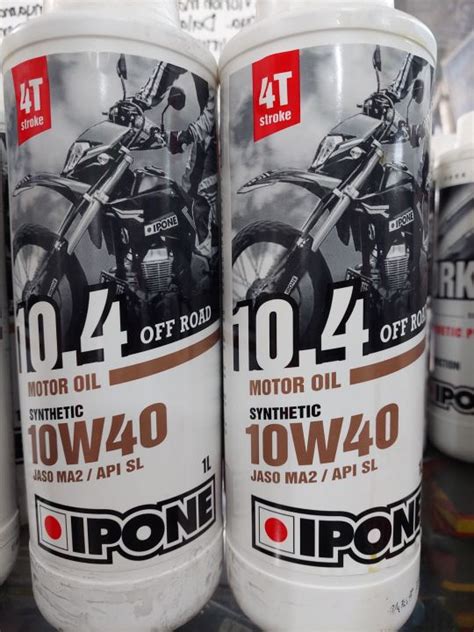 4T
stroke
IPONE
10.4 OFF ROAD
MOTOR OIL
SYNTHETIC
10W40
JASO MA2 / API SL
1L
IPONE
4T
stroke
IPONE
10.4 OFF ROAD
MOTOR OIL
SYNTHETIC
10W40
JASO MA2 / API SL
IPONE